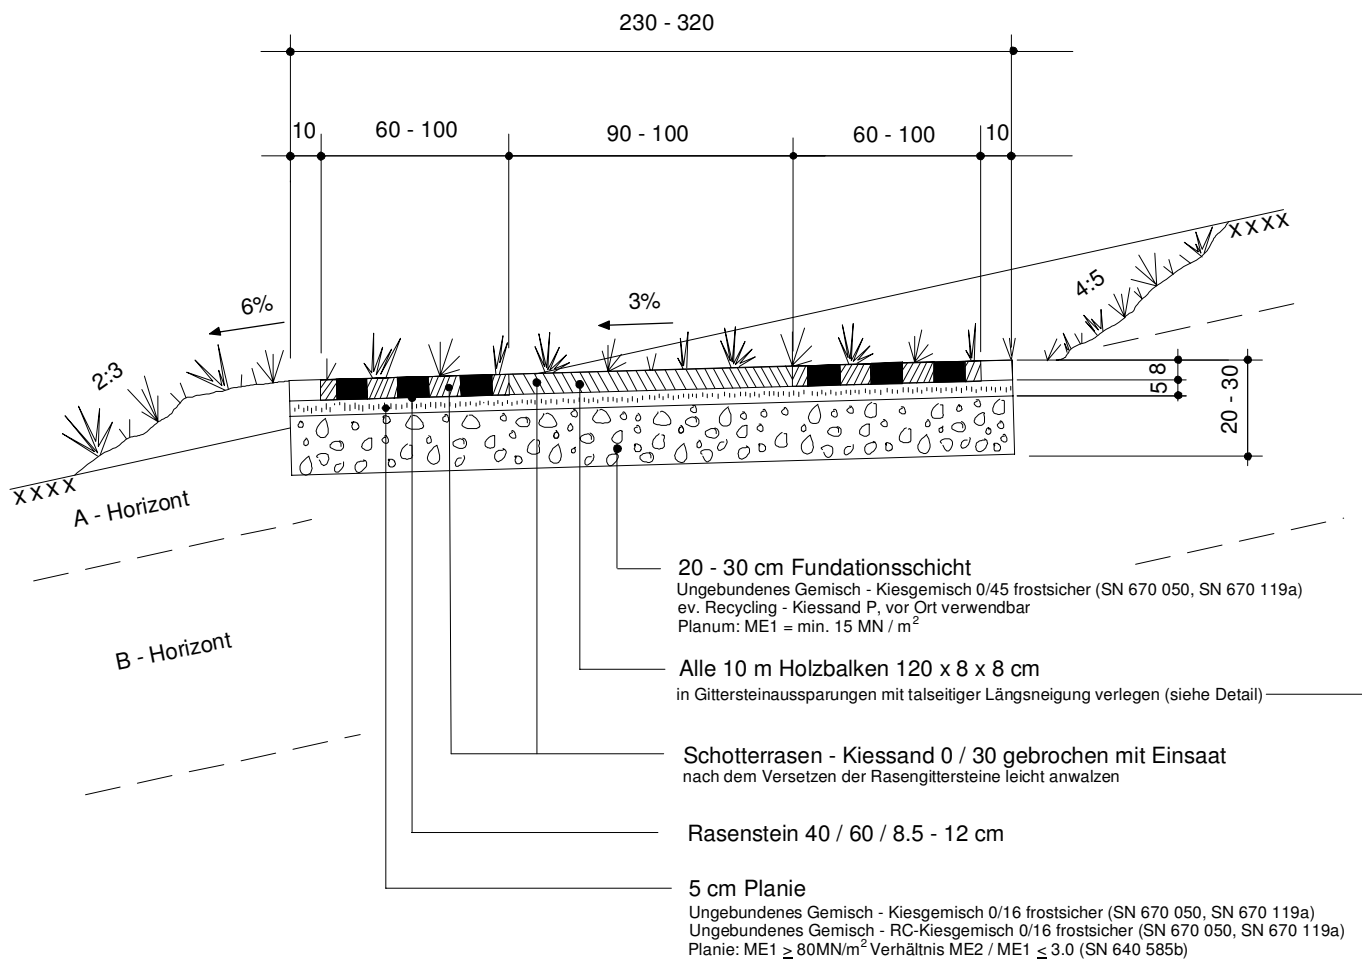 230 - 320
10
60 - 100
90 - 100
60 - 100
10
6%
3%
4:5
2:3
X X X X
X X X X
5 8
20 - 30
A - Horizont
B - Horizont
20 - 30 cm Fundationsschicht
Ungebundenes Gemisch - Kiesgemisch 0/45 frostsicher (SN 670 050, SN 670 119a)
ev. Recycling - Kiessand P, vor Ort verwendbar
Planum: ME1 = min. 15 MN / m²
Alle 10 m Holzbalken 120 x 8 x 8 cm
in Gittersteinaussparungen mit talseitiger Längsneigung verlegen (siehe Detail)
Schotterrasen - Kiessand 0 / 30 gebrochen mit Einsaat
nach dem Versetzen der Rasengittersteine leicht anwalzen
Rasenstein 40 / 60 / 8.5 - 12 cm
5 cm Planie
Ungebundenes Gemisch - Kiesgemisch 0/16 frostsicher (SN 670 050, SN 670 119a)
Ungebundenes Gemisch - RC-Kiesgemisch 0/16 frostsicher (SN 670 050, SN 670 119a)
Planie: ME1 ≥ 80MN/m² Verhältnis ME2 / ME1 ≤ 3.0 (SN 640 585b)